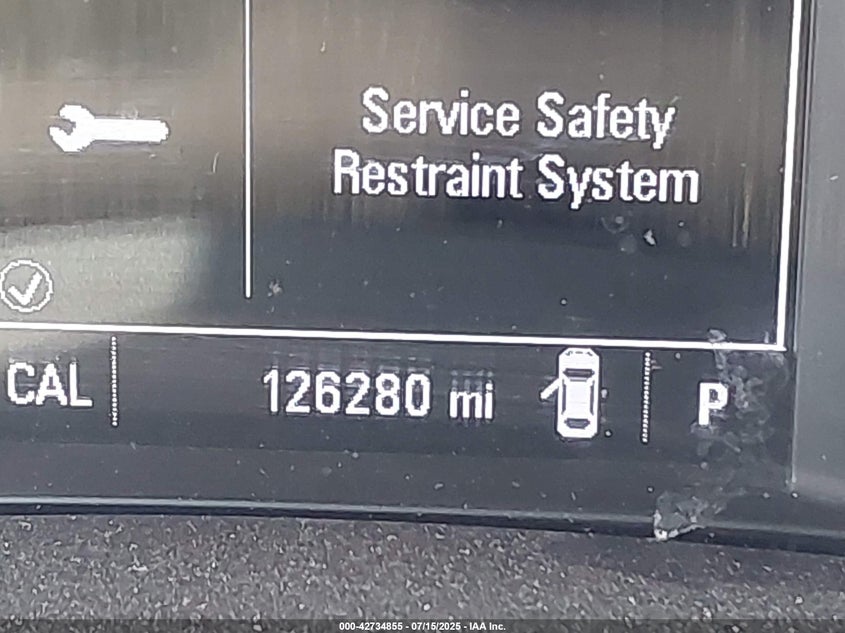 Service Safety
Restraint System
CAL
126280 mi
P
000-42734855 - 07/15/2025 - IAA Inc.